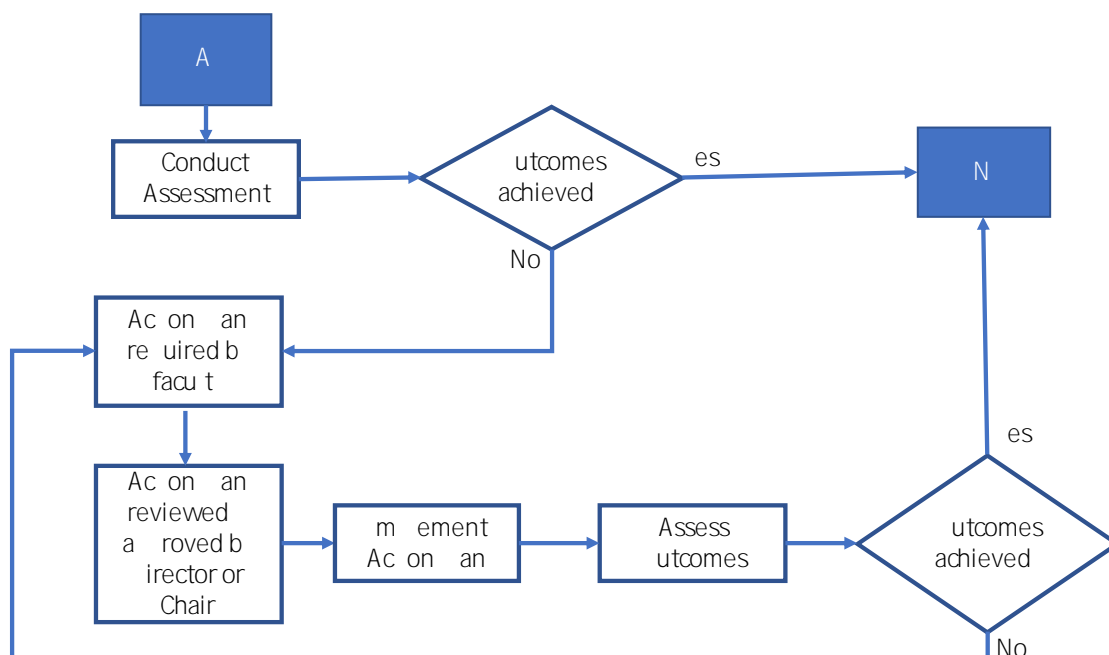 A
Conduct
Assessment
utcomes
achieved
es
N
No
Ac on an
re uired b
facu t
Ac on an
reviewed
a roved b
irector or
Chair
m ement
Ac on an
Assess
utcomes
utcomes
achieved
es
No